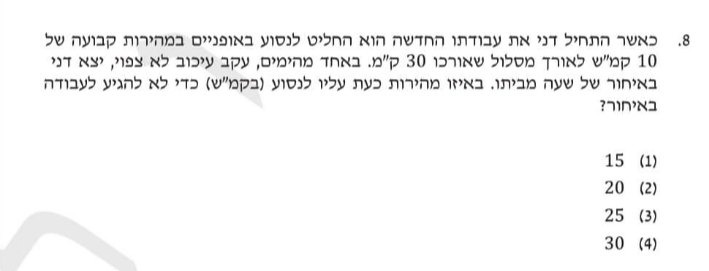 8. כאשר התחיל דני את עבודתו החדשה הוא החליט לנסוע באופניים במהירות קבועה של
10 קמ"ש לאורך מסלול שאורכו 30 ק"מ. באחד מהימים, עקב עיכוב לא צפוי, יצא דני
באיחור של שעה מביתו. באיזו מהירות כעת עליו לנסוע (בקמ"ש) כדי לא להגיע לעבודה
באיחור?
(1) 15
(2) 20
(3) 25
(4) 30